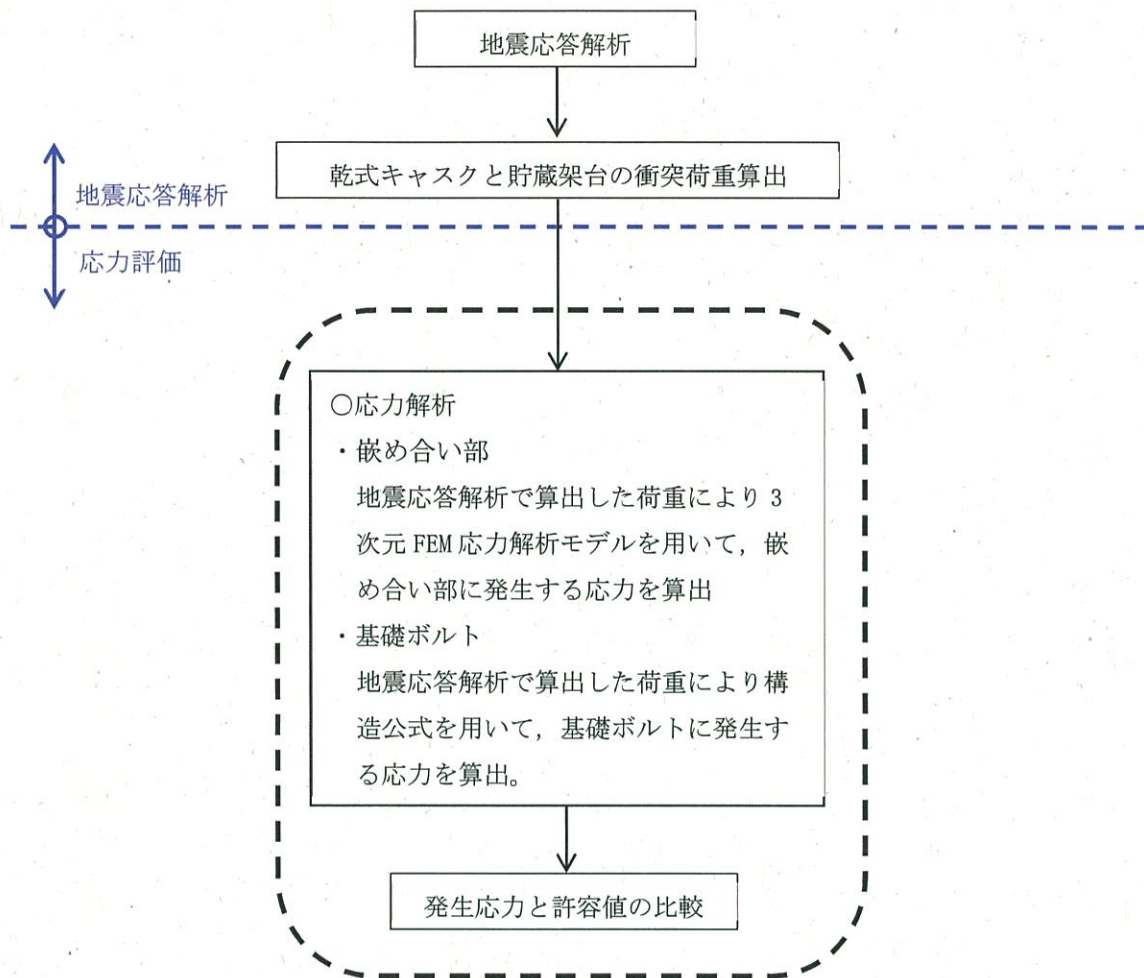 地震応答解析
乾式キャスクと貯蔵架台の衝突荷重算出
地震応答解析
応力評価
○応力解析
・嵌め合い部
地震応答解析で算出した荷重により 3
次元 FEM 応力解析モデルを用いて，嵌
め合い部に発生する応力を算出
・基礎ボルト
地震応答解析で算出した荷重により構
造公式を用いて，基礎ボルトに発生す
る応力を算出。
発生応力と許容値の比較